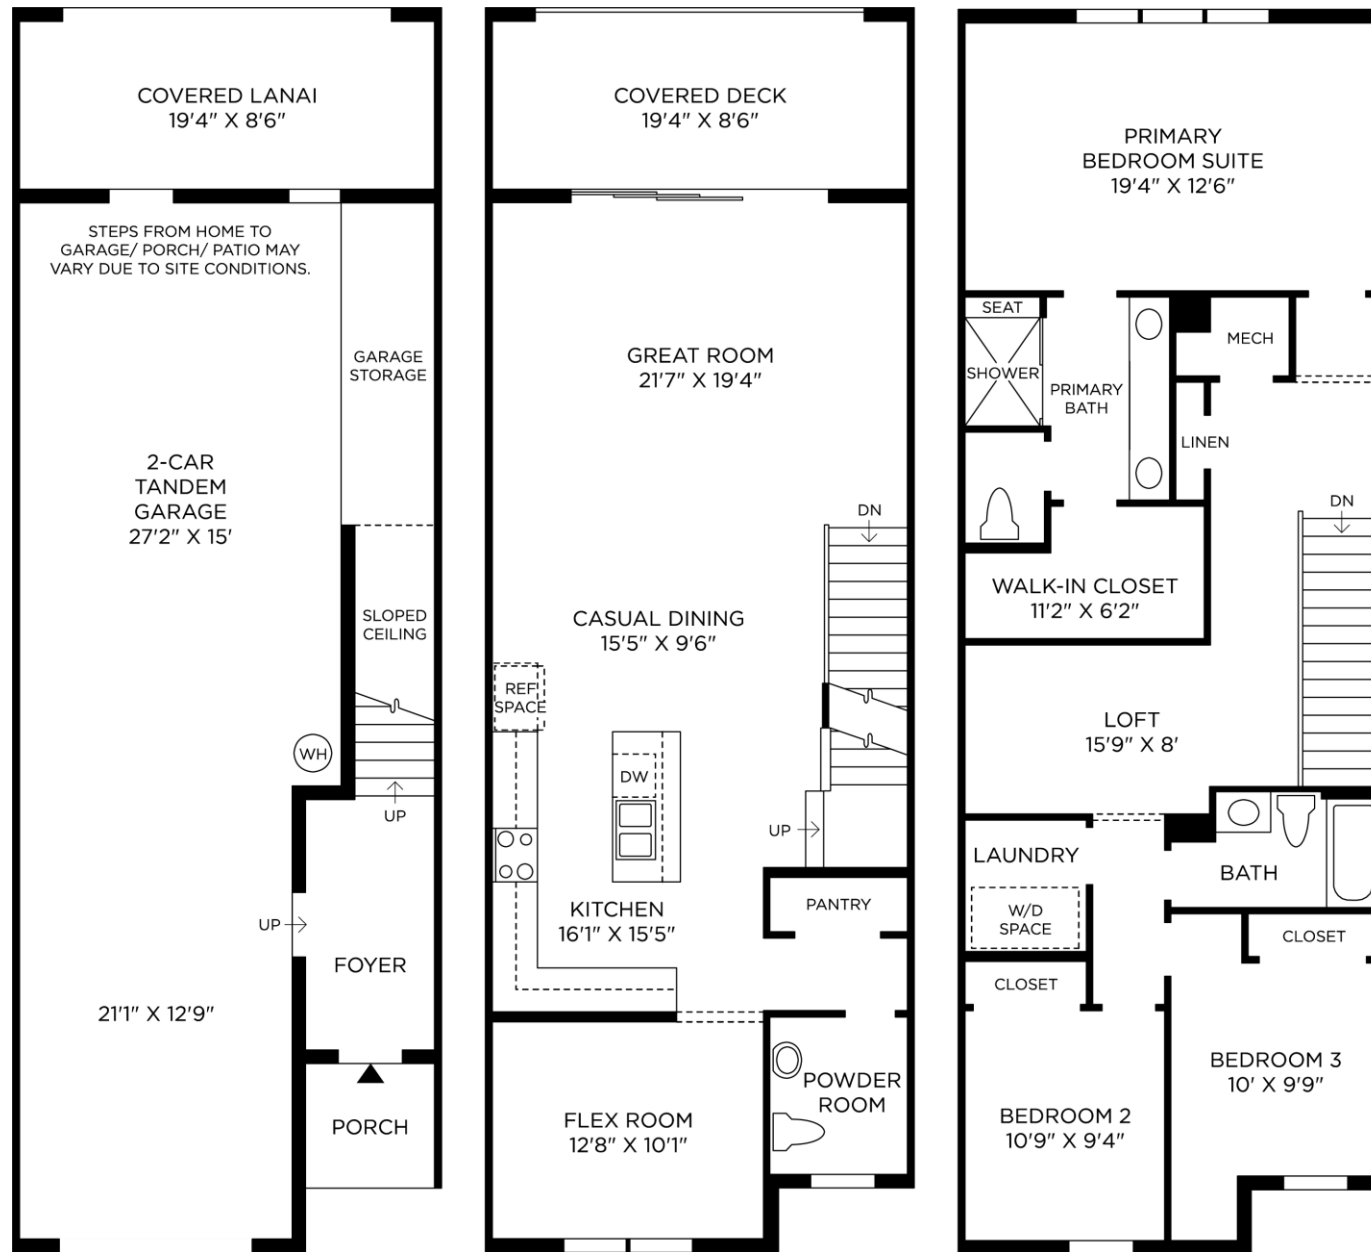 COVERED LANAI
19'4" X 8'6"
STEPS FROM HOME TO
GARAGE/ PORCH/ PATIO MAY
VARY DUE TO SITE CONDITIONS.
GARAGE
STORAGE
2-CAR
TANDEM
GARAGE
27'2" X 15'
SLOPED
CEILING
WH
UP
UP
FOYER
21'1" X 12'9"
PORCH
COVERED DECK
19'4" X 8'6"
GREAT ROOM
21'7" X 19'4"
DN
CASUAL DINING
15'5" X 9'6"
REF
SPACE
DW
UP
PANTRY
KITCHEN
16'1" X 15'5"
POWDER
ROOM
FLEX ROOM
12'8" X 10'1"
PRIMARY
BEDROOM SUITE
19'4" X 12'6"
SEAT
SHOWER
PRIMARY
BATH
MECH
LINEN
DN
WALK-IN CLOSET
11'2" X 6'2"
LOFT
15'9" X 8'
LAUNDRY
W/D
SPACE
BATH
CLOSET
CLOSET
BEDROOM 3
10' X 9'9"
BEDROOM 2
10'9" X 9'4"